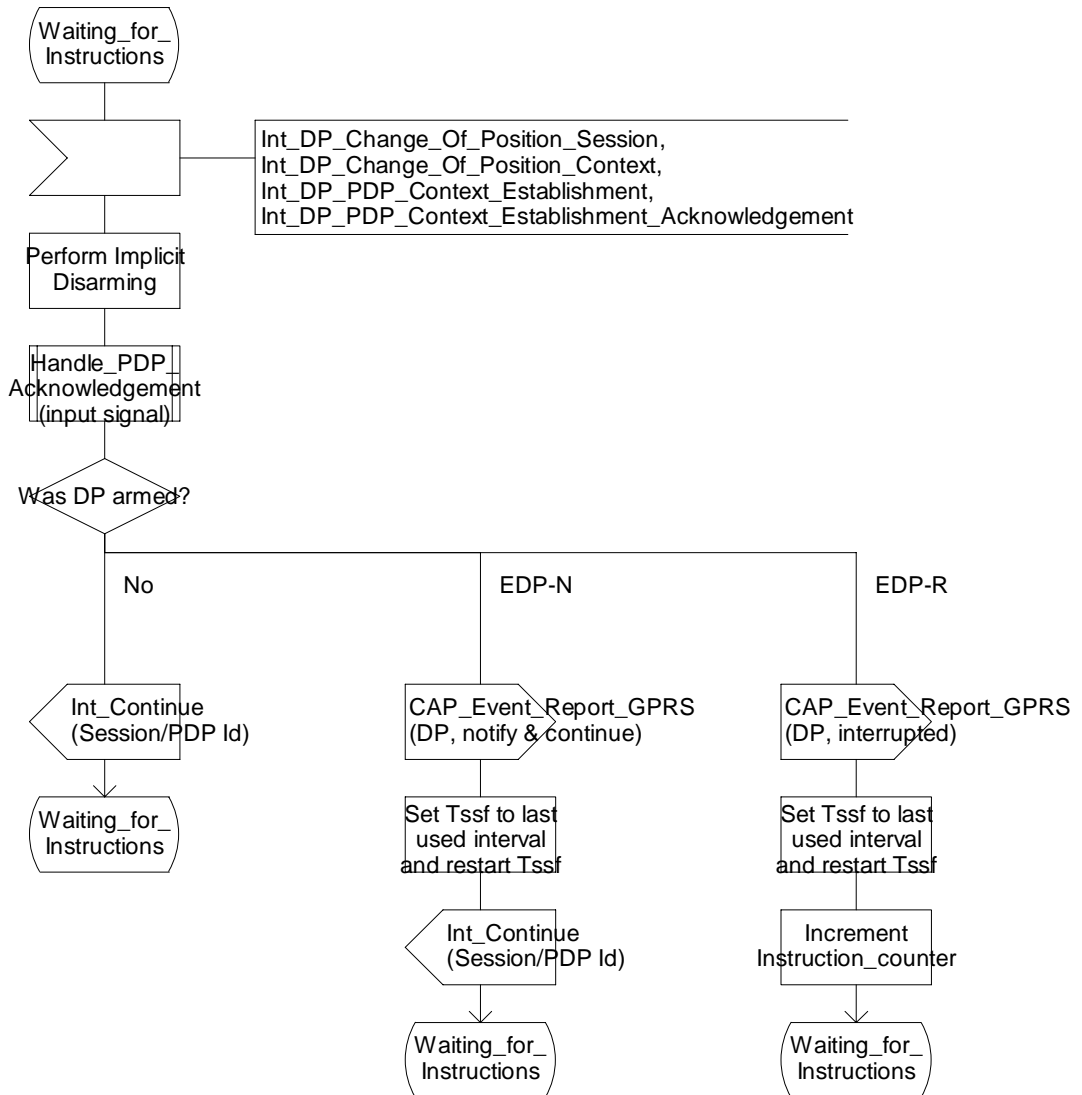 Waiting_for_
Instructions
Int_DP_Change_Of_Position_Session,
Int_DP_Change_Of_Position_Context,
Int_DP_PDP_Context_Establishment,
Int_DP_PDP_Context_Establishment_Acknowledgement
Perform Implicit
Disarming
Handle_PDP_
Acknowledgement
(input signal)
Was DP armed?
No
EDP-N
EDP-R
Int_Continue
(Session/PDP Id)
CAP_Event_Report_GPRS
(DP, notify & continue)
CAP_Event_Report_GPRS
(DP, interrupted)
Waiting_for_
Instructions
Set Tssf to last
used interval
and restart Tssf
Set Tssf to last
used interval
and restart Tssf
Int_Continue
(Session/PDP Id)
Increment
Instruction_counter
Waiting_for_
Instructions
Waiting_for_
Instructions